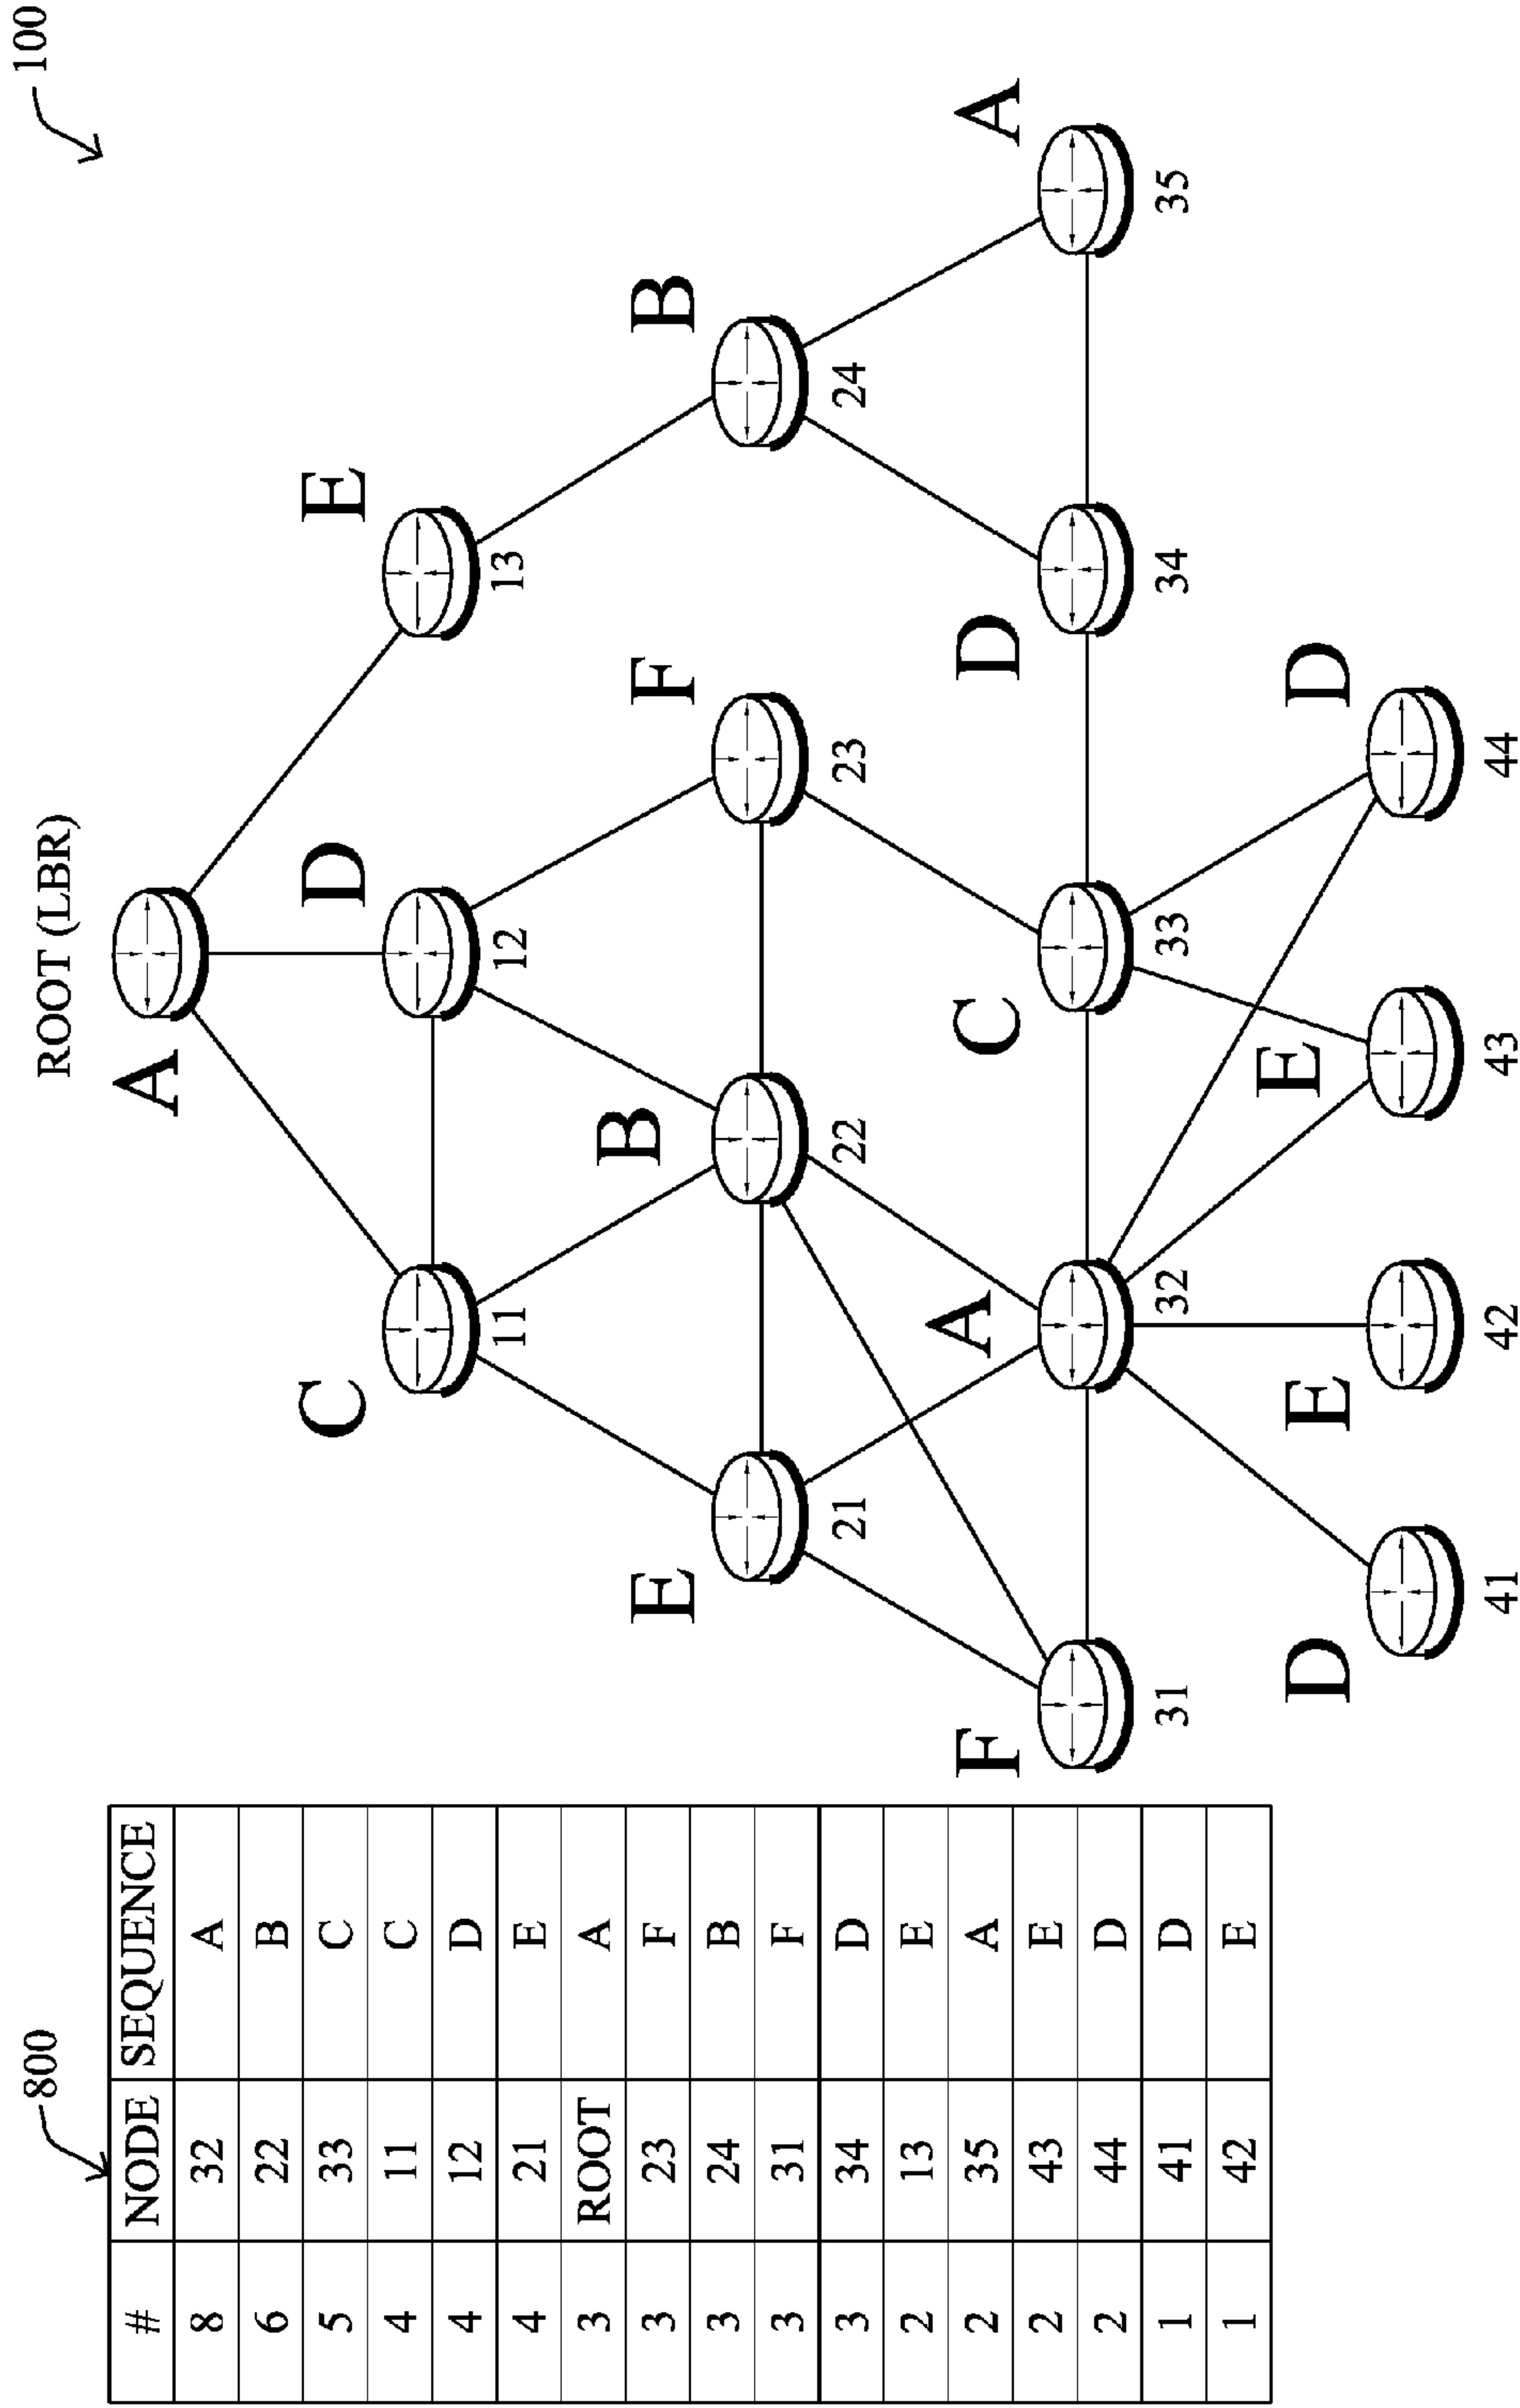 800
# NODE SEQUENCE
8 32 A
6 22 B
5 33 C
4 11 C
4 12 D
4 21 E
3 ROOT A
3 23 F
3 24 B
3 31 F
3 34 D
2 13 E
2 35 A
2 43 E
2 44 D
1 41 D
1 42 E
100
ROOT (LBR)
A
C
D
E
11
12
13
E
B
F
B
21
22
23
24
F
A
C
D
A
31
32
33
34
35
D
E
E
D
41
42
43
44